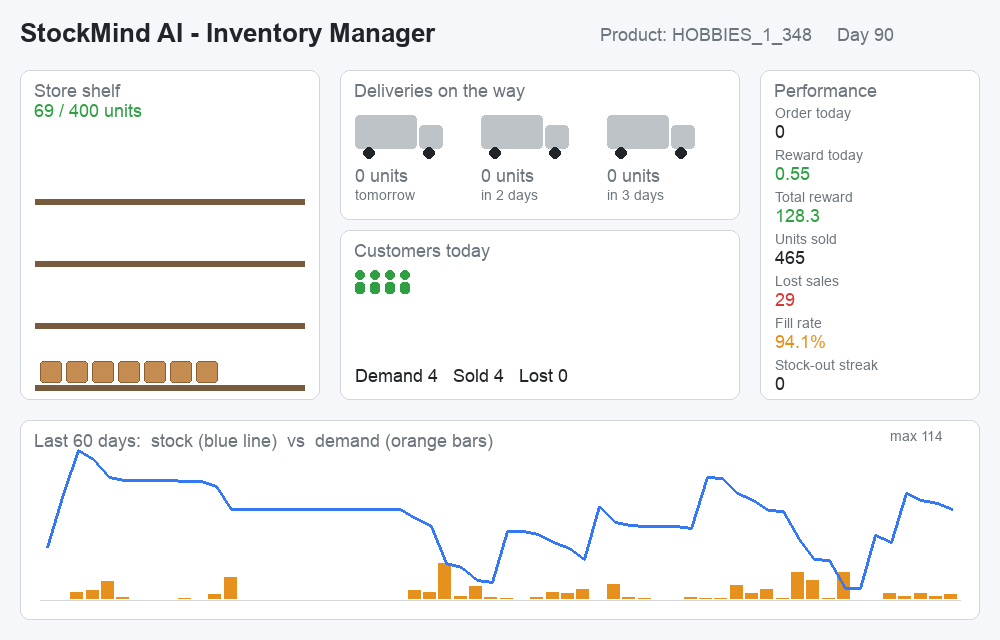 StockMind AI - Inventory Manager
Product: HOBBIES_1_348 Day 90
Store shelf
69 / 400 units
Deliveries on the way
0 units 0 units 0 units
tomorrow in 2 days in 3 days
Customers today
Demand 4 Sold 4 Lost 0
Performance
Order today
0
Reward today
0.55
Total reward
128.3
Units sold
465
Lost sales
29
Fill rate
94.1%
Stock-out streak
0
Last 60 days: stock (blue line) vs demand (orange bars)
max 114